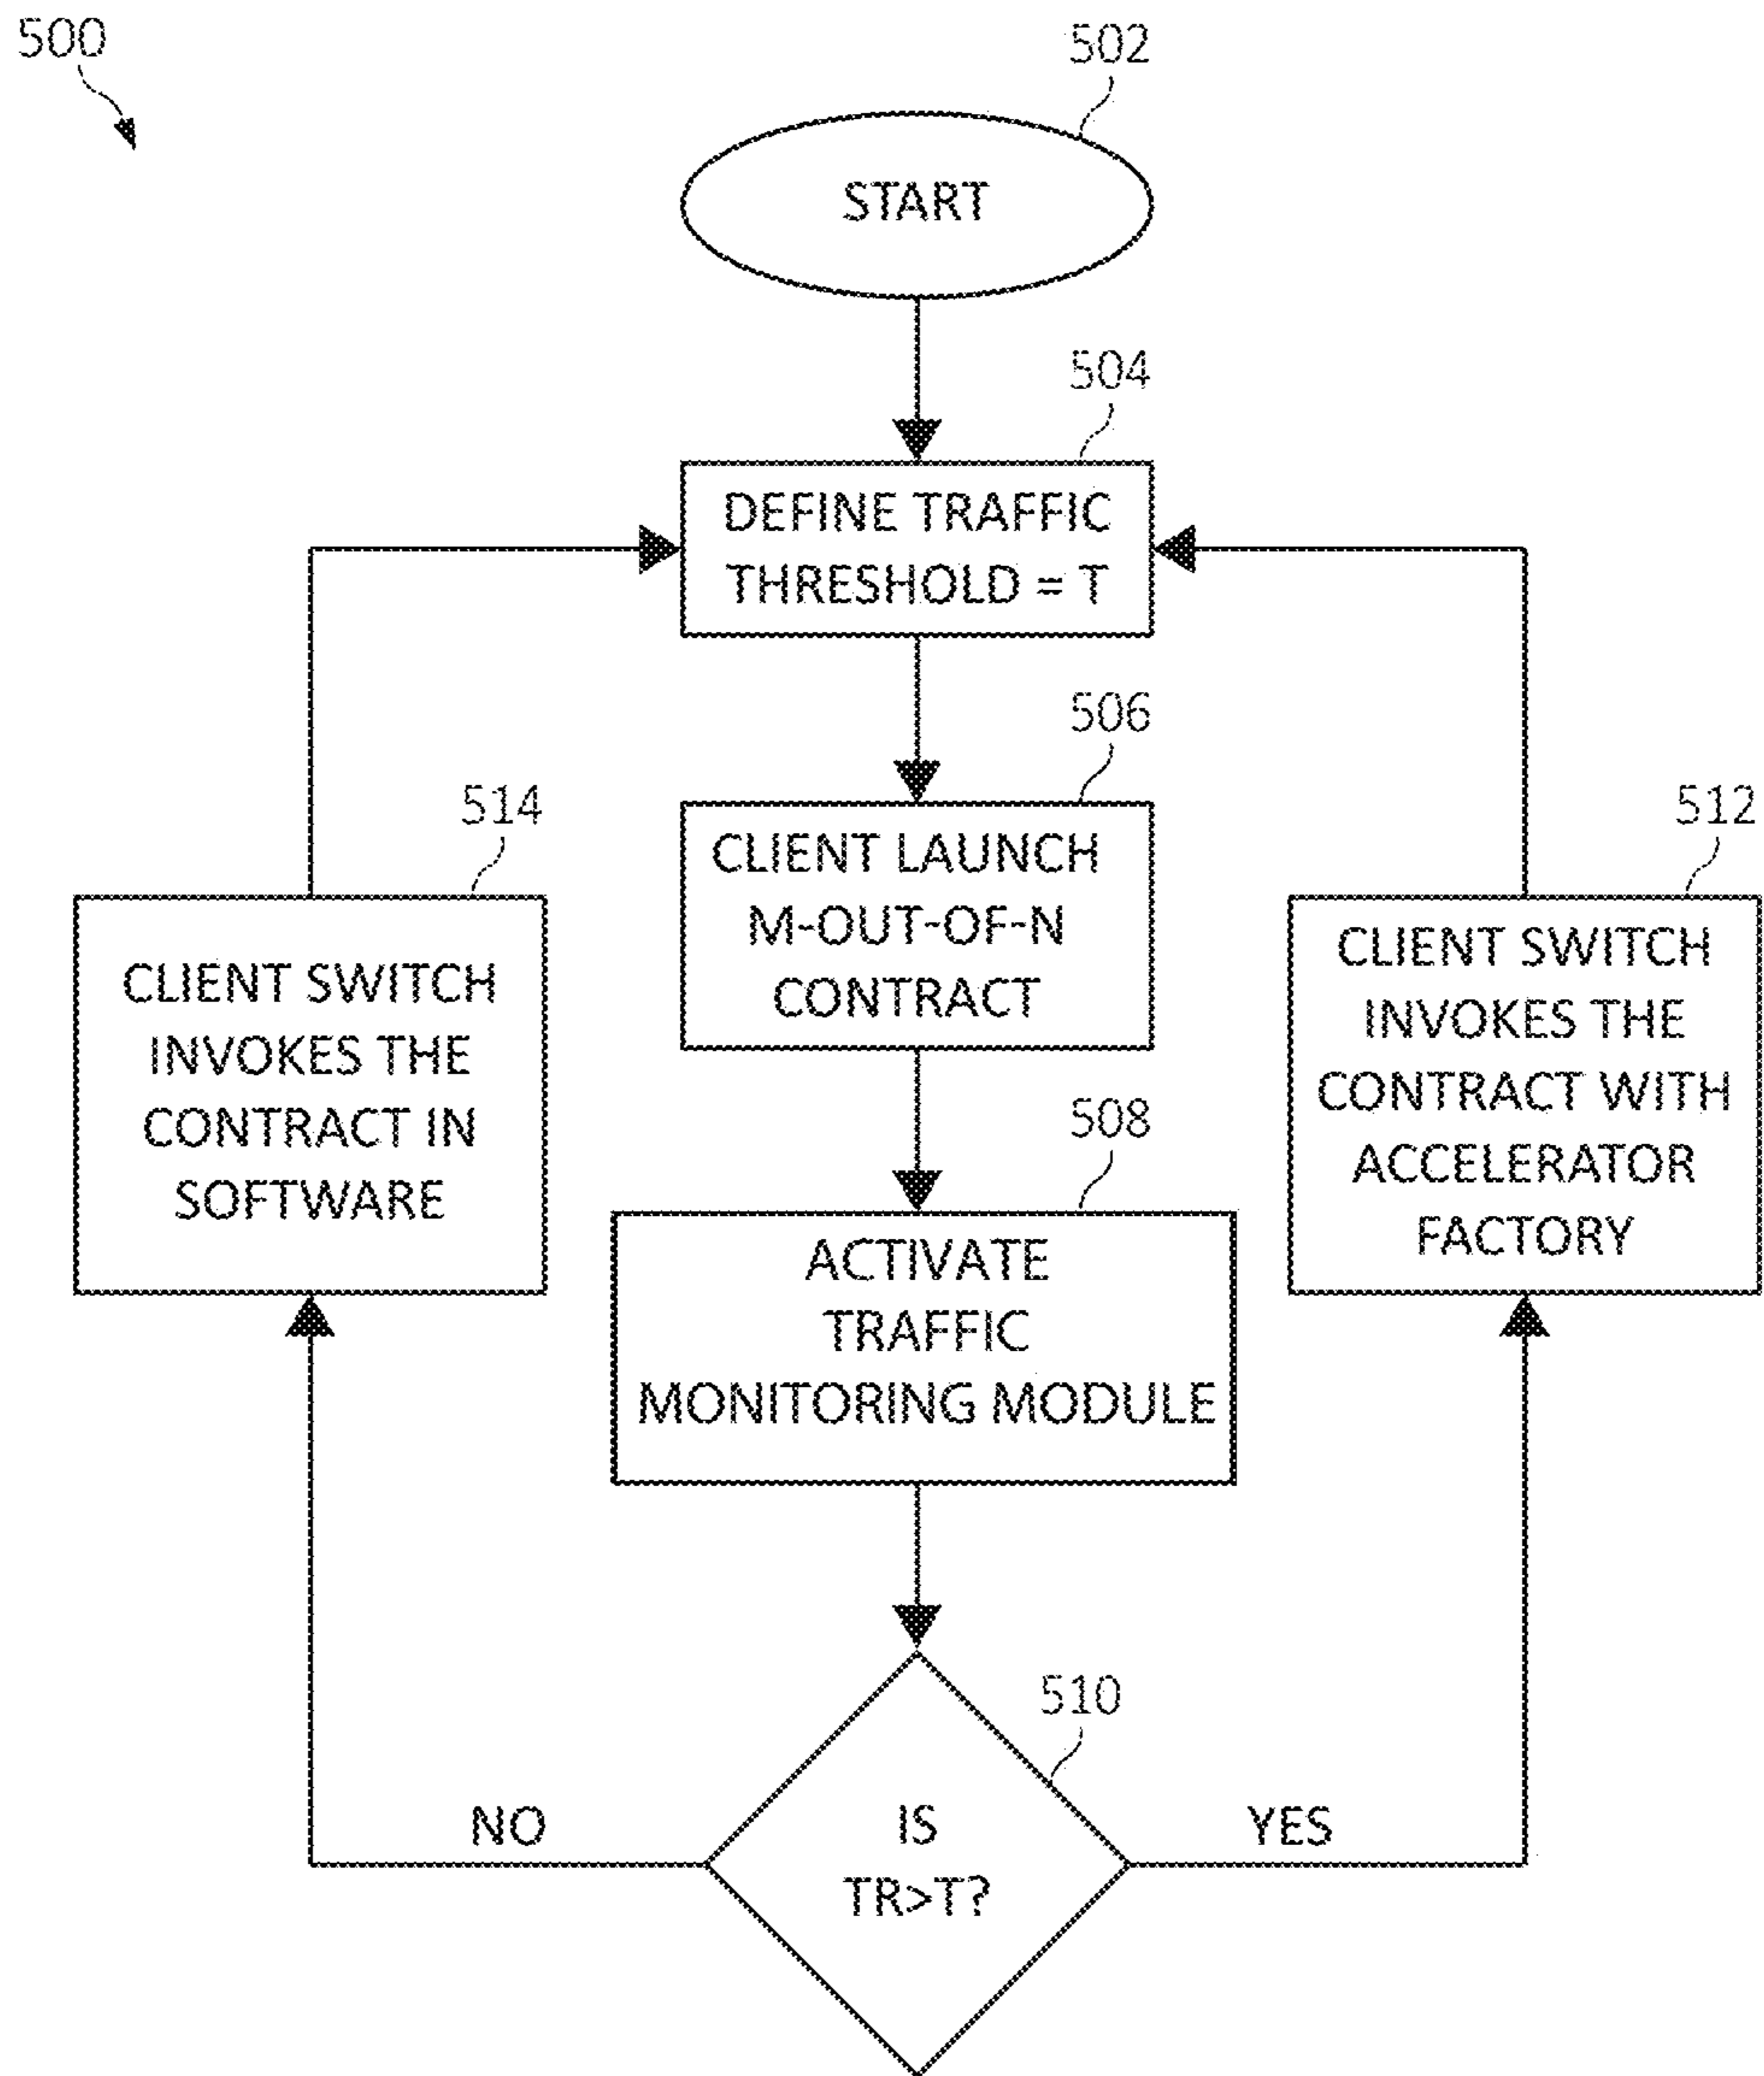 500
502
START
504
DEFINE TRAFFIC
THRESHOLD = T
506
CLIENT LAUNCH
M-OUT-OF-N
CONTRACT
514
CLIENT SWITCH
INVOKES THE
CONTRACT IN
SOFTWARE
512
CLIENT SWITCH
INVOKES THE
CONTRACT WITH
ACCELERATOR
FACTORY
508
ACTIVATE
TRAFFIC
MONITORING MODULE
510
IS
TR>T?
NO
YES